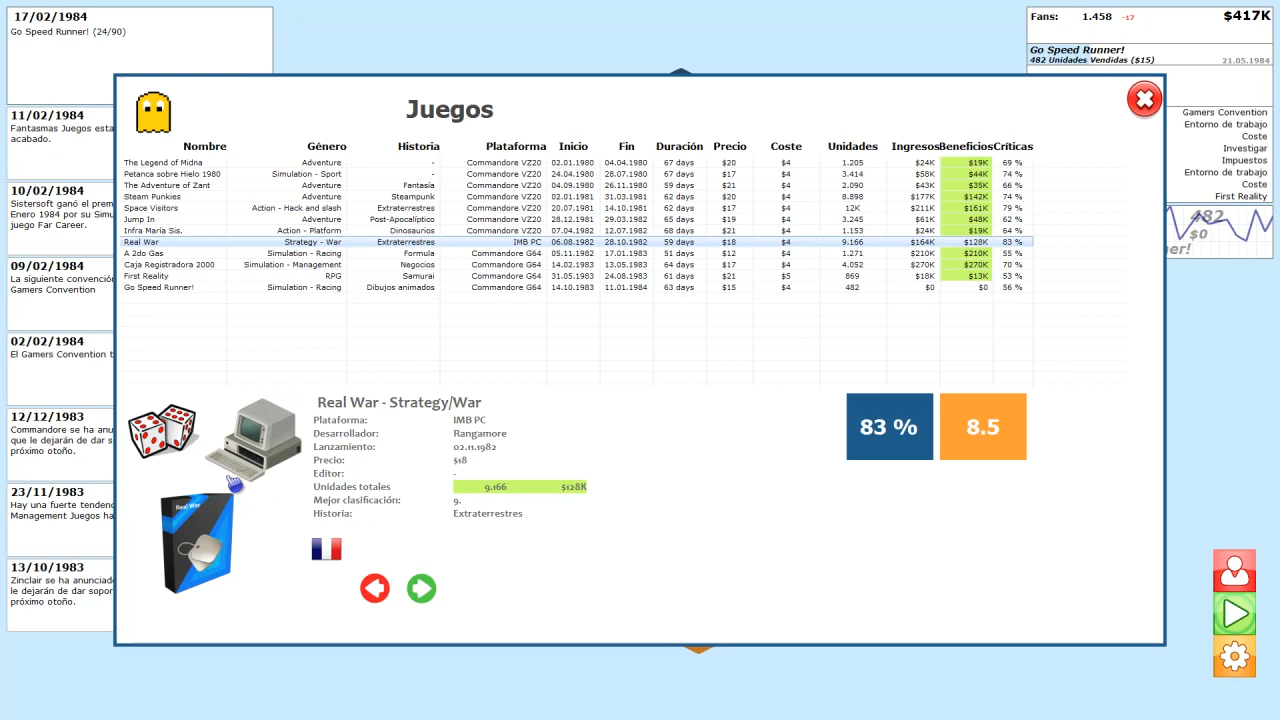 17/02/1984
Go Speed Runner! (24/90)
11/02/1984
Fantasmas Juegos esta
acabado.
10/02/1984
Sistersoft ganó el prem
Enero 1984 por su Simu
juego Far Career.
09/02/1984
La siguiente convenció
Gamers Convention
02/02/1984
El Gamers Convention t
12/12/1983
Commandore se ha anu
que le dejarán de dar s
próximo otoño.
23/11/1983
Hay una fuerte tendenc
Management Juegos ha
13/10/1983
Zinclair se ha anunciado
le dejarán de dar sopor
próximo otoño.
Fans: 1.458 -17 $417K
Go Speed Runner!
482 Unidades Vendidas ($15) 21.05.1984
Gamers Convention
Entorno de trabajo
Coste
Investigar
Impuestos
Entorno de trabajo
Coste
First Reality
482
$0
er!
Juegos
Nombre Género Historia Plataforma Inicio Fin Duración Precio Coste Unidades Ingresos Beneficios Críticas
The Legend of Midna Adventure - Commandore VZ20 02.01.1980 04.04.1980 67 days $20 $4 1.205 $24K $19K 69 %
Petanca sobre Hielo 1980 Simulation - Sport - Commandore VZ20 24.04.1980 28.07.1980 67 days $17 $4 3.414 $58K $44K 74 %
The Adventure of Zant Adventure Fantasía Commandore VZ20 04.09.1980 26.11.1980 59 days $21 $4 2.090 $43K $35K 66 %
Steam Punkies Adventure Steampunk Commandore VZ20 02.01.1981 31.03.1981 62 days $20 $4 8.898 $177K $142K 74 %
Space Visitors Action - Hack and slash Extraterrestres Commandore VZ20 20.07.1981 14.10.1981 62 days $17 $4 12K $211K $161K 79 %
Jump In Adventure Post-Apocalíptico Commandore VZ20 28.12.1981 29.03.1982 65 days $19 $4 3.245 $61K $48K 62 %
Infra María Sis. Action - Platform Dinosaurios Commandore VZ20 07.04.1982 12.07.1982 68 days $21 $4 1.153 $24K $19K 64 %
Real War Strategy - War Extraterrestres IMB PC 06.08.1982 28.10.1982 59 days $18 $4 9.166 $164K $128K 83 %
A 2do Gas Simulation - Racing Formula Commandore G64 05.11.1982 17.01.1983 51 days $12 $4 1.271 $210K $210K 55 %
Caja Registradora 2000 Simulation - Management Negocios Commandore G64 14.02.1983 13.05.1983 64 days $17 $4 4.052 $270K $270K 70 %
First Reality RPG Samurai Commandore G64 31.05.1983 24.08.1983 61 days $21 $5 869 $18K $13K 53 %
Go Speed Runner! Simulation - Racing Dibujos animados Commandore G64 14.10.1983 11.01.1984 63 days $15 $4 482 $0 $0 56 %
Real War - Strategy/War
Plataforma: IMB PC
Desarrollador: Rangamore
Lanzamiento: 02.11.1982
Precio: $18
Editor: -
Unidades totales 9.166 $128K
Mejor clasificación: 9.
Historia: Extraterrestres
83 %
8.5
Real War